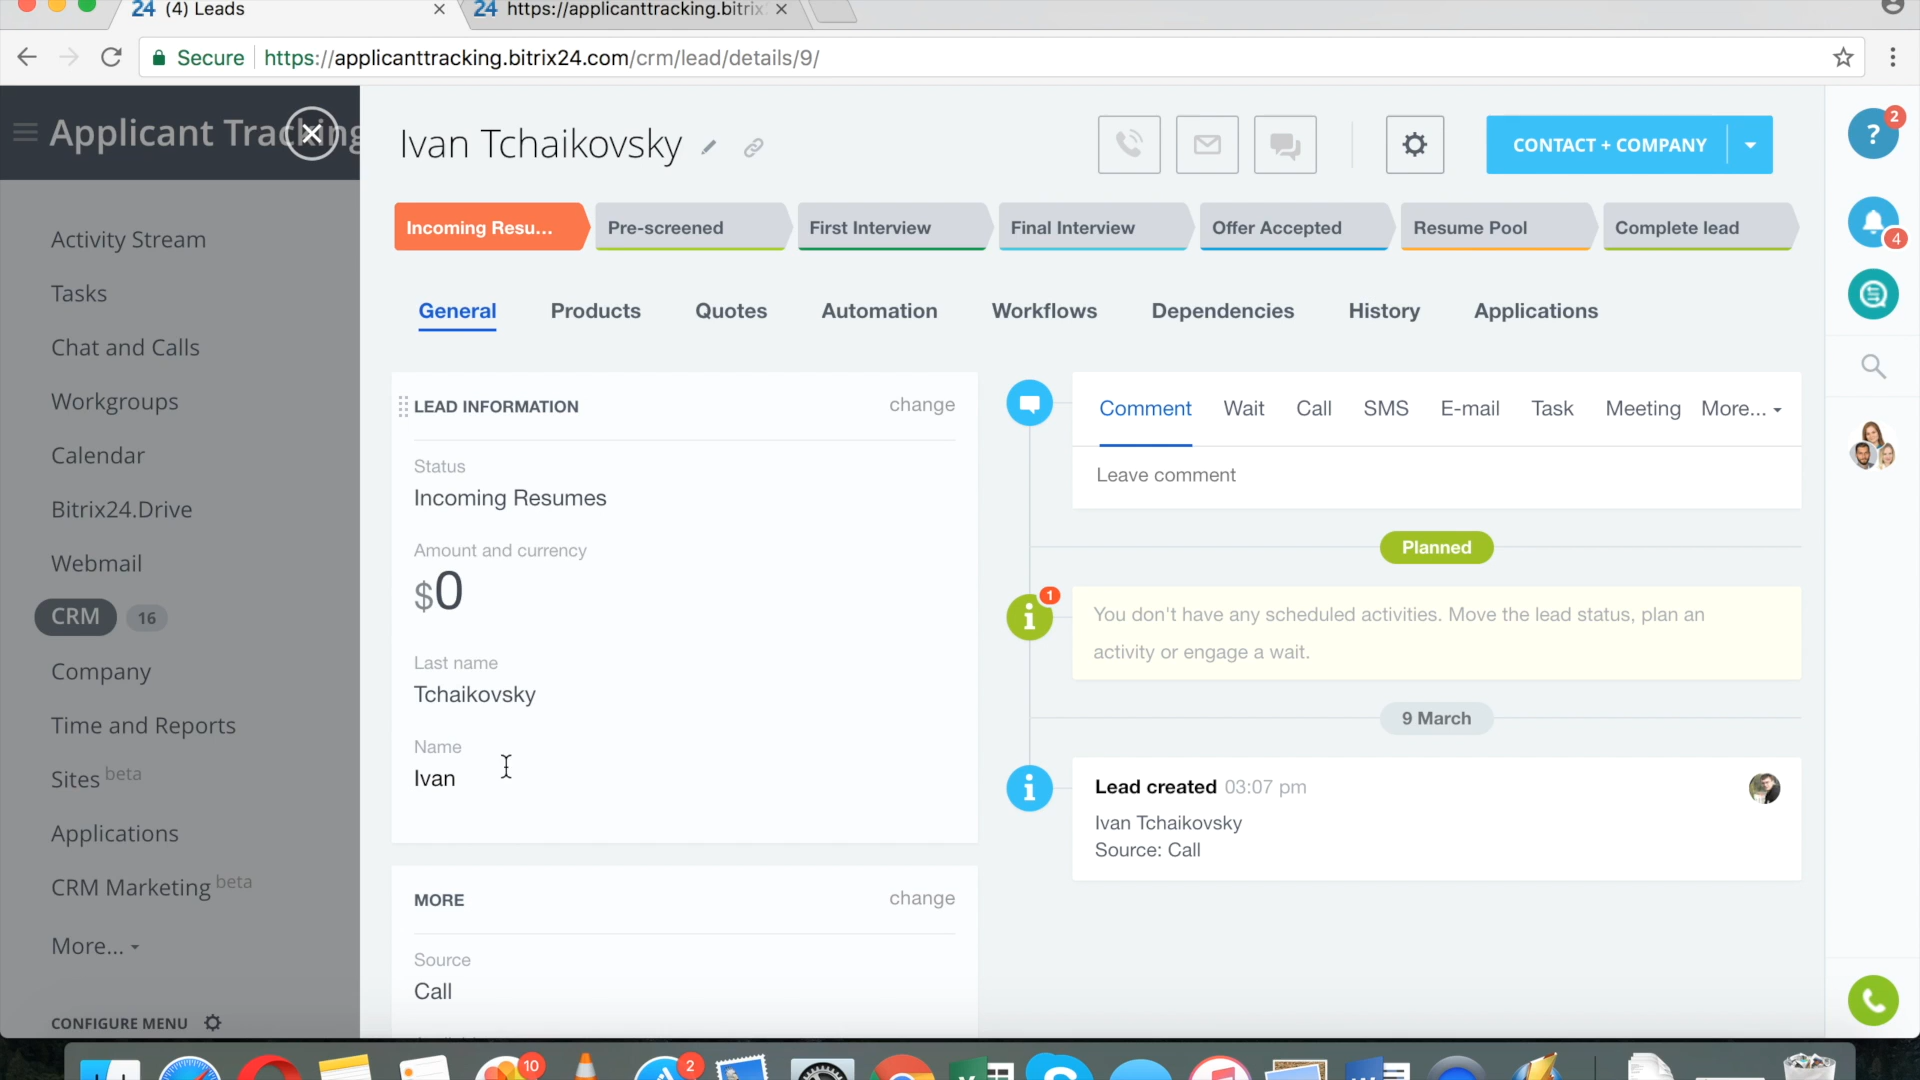 24 (4) Leads
24 https://applicanttracking.bitrix
Secure https://applicanttracking.bitrix24.com/crm/lead/details/9/
Applicant Tracking
Activity Stream
Tasks
Chat and Calls
Workgroups
Calendar
Bitrix24.Drive
Webmail
CRM 16
Company
Time and Reports
Sites beta
Applications
CRM Marketing beta
More...
CONFIGURE MENU
Ivan Tchaikovsky
CONTACT + COMPANY
Incoming Resu...
Pre-screened
First Interview
Final Interview
Offer Accepted
Resume Pool
Complete lead
General
Products
Quotes
Automation
Workflows
Dependencies
History
Applications
LEAD INFORMATION
change
Status
Incoming Resumes
Amount and currency
$0
Last name
Tchaikovsky
Name
Ivan
MORE
change
Source
Call
Comment
Wait
Call
SMS
E-mail
Task
Meeting
More...
Leave comment
Planned
1
You don't have any scheduled activities. Move the lead status, plan an
activity or engage a wait.
9 March
Lead created 03:07 pm
Ivan Tchaikovsky
Source: Call
? 2
4
10
2